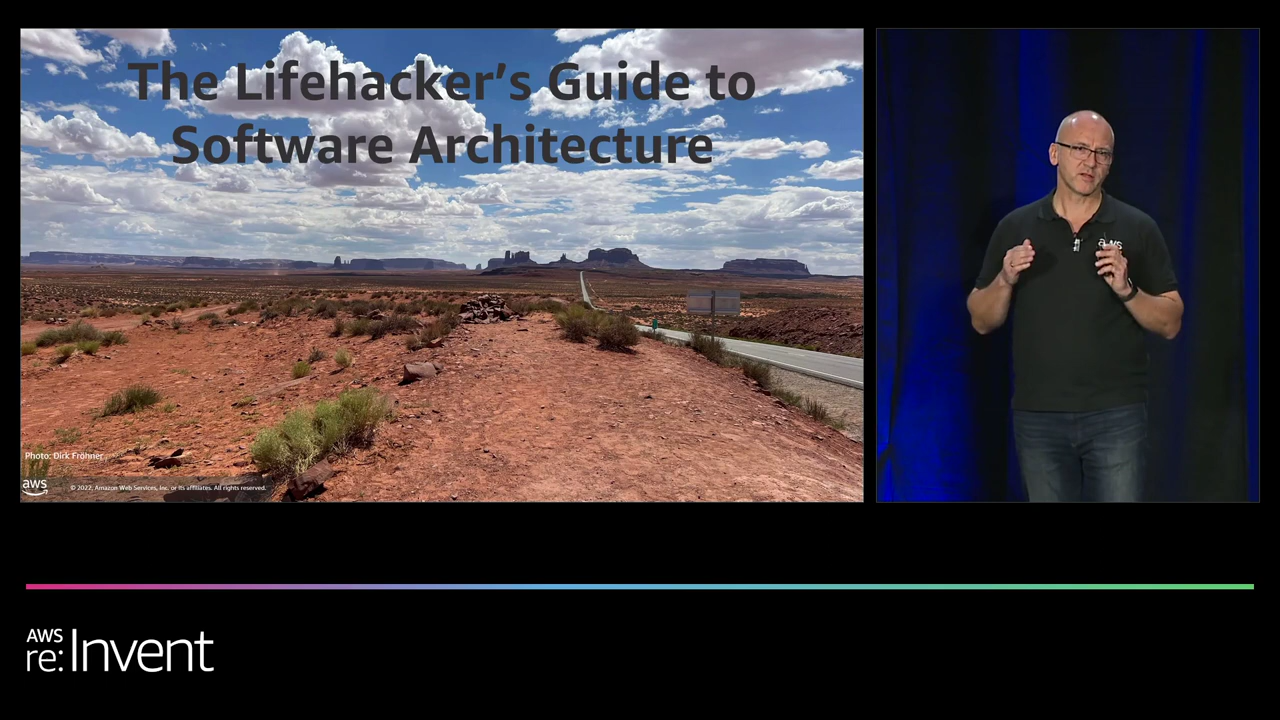 The Lifehacker’s Guide to
Software Architecture
Photo: Dirk Fröhner
aws
© 2022, Amazon Web Services, Inc. or its affiliates. All rights reserved.
aws
AWS
re:Invent